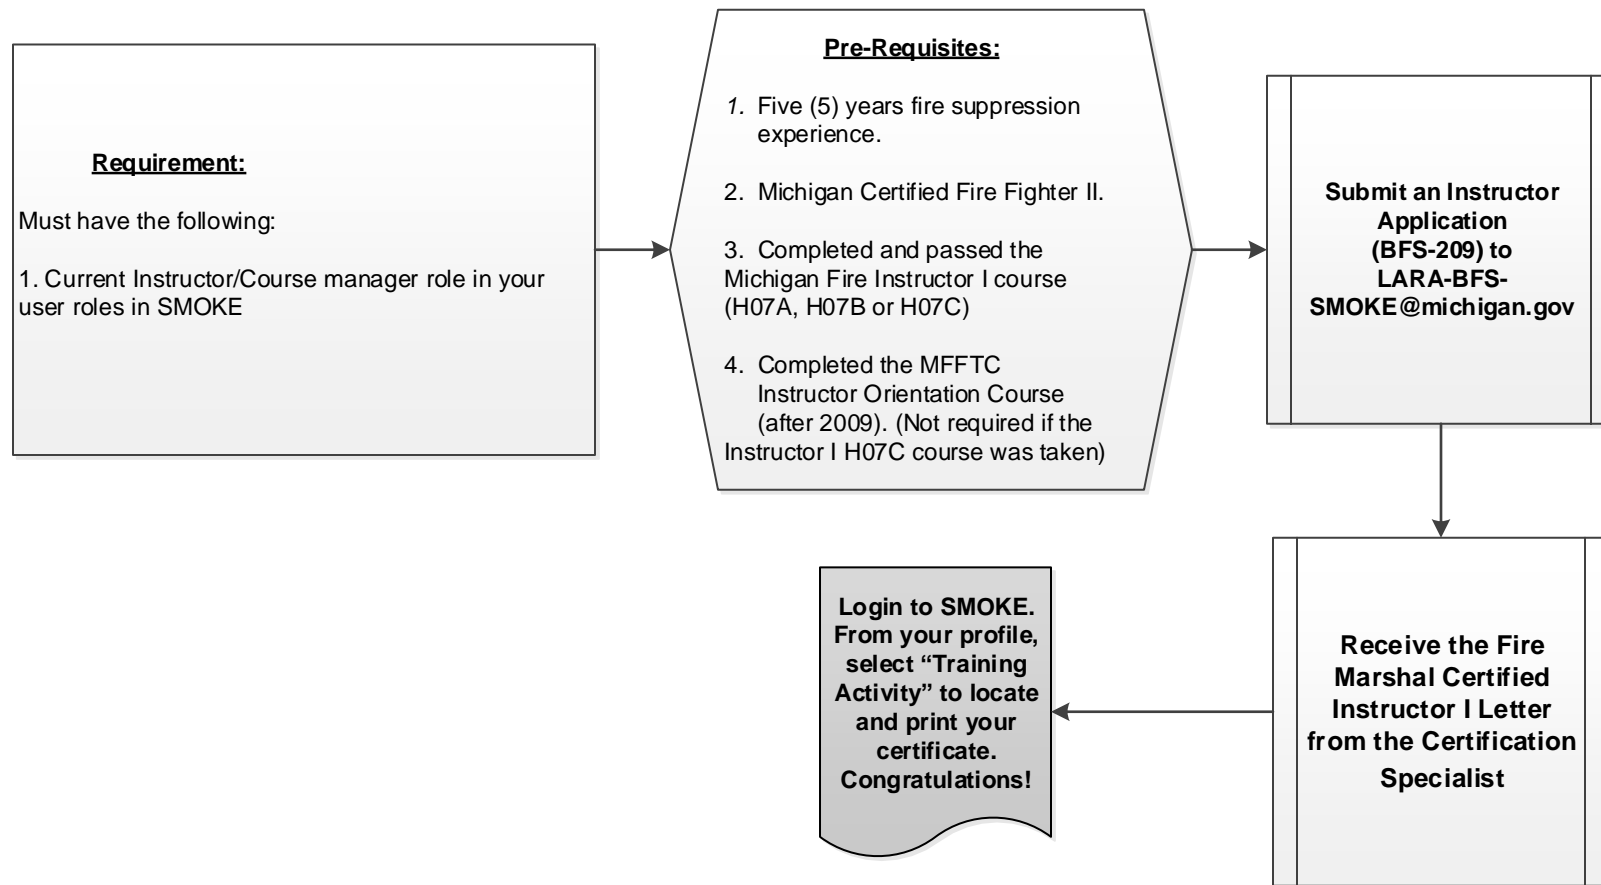 Requirement:
Must have the following:
1. Current Instructor/Course manager role in your
user roles in SMOKE
Pre-Requisites:
1. Five (5) years fire suppression
experience.
2. Michigan Certified Fire Fighter II.
3. Completed and passed the
Michigan Fire Instructor I course
(H07A, H07B or H07C)
4. Completed the MFFTC
Instructor Orientation Course
(after 2009). (Not required if the
Instructor I H07C course was taken)
Submit an Instructor
Application
(BFS-209) to
LARA-BFS-
SMOKE@michigan.gov
Receive the Fire
Marshal Certified
Instructor I Letter
from the Certification
Specialist
Login to SMOKE.
From your profile,
select “Training
Activity” to locate
and print your
certificate.
Congratulations!